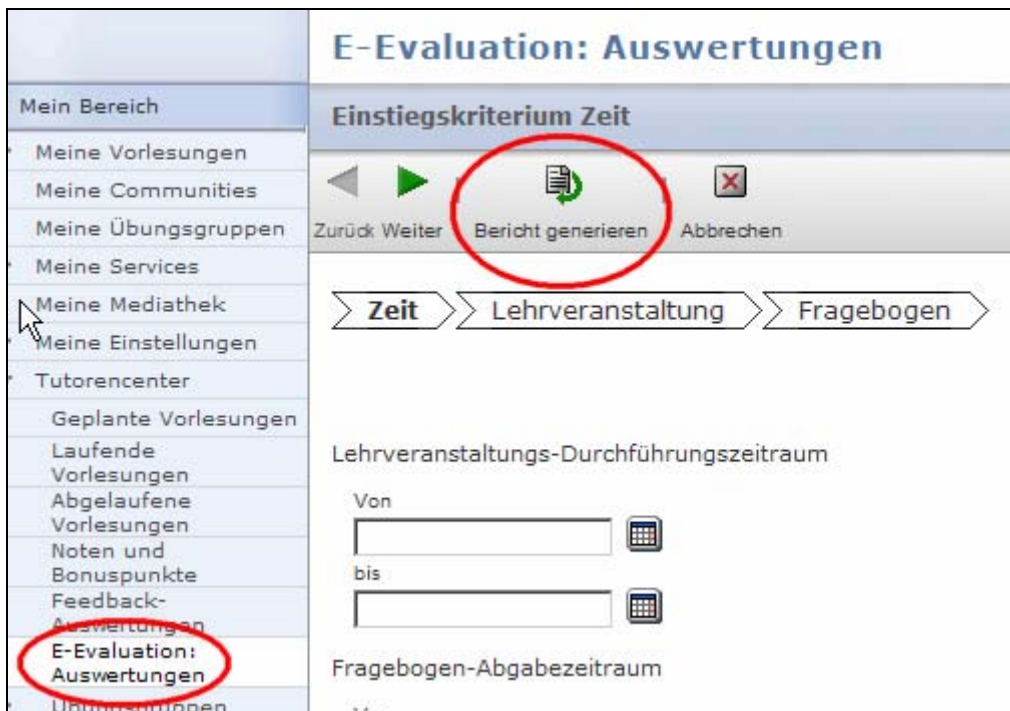 E-Evaluation: Auswertungen
Mein Bereich
Meine Vorlesungen
Meine Communities
Meine Übungsgruppen
Meine Services
Meine Mediathek
Meine Einstellungen
Tutorencenter
Geplante Vorlesungen
Laufende
Vorlesungen
Abgelaufene
Vorlesungen
Noten und
Bonuspunkte
Feedback-
Auswertungen
E-Evaluation:
Auswertungen
Übungsgruppen
Einstiegskriterium Zeit
Zurück Weiter Bericht generieren Abbrechen
Zeit Lehrveranstaltung Fragebogen
Lehrveranstaltungs-Durchführungszeitraum
Von
bis
Fragebogen-Abgabezeitraum